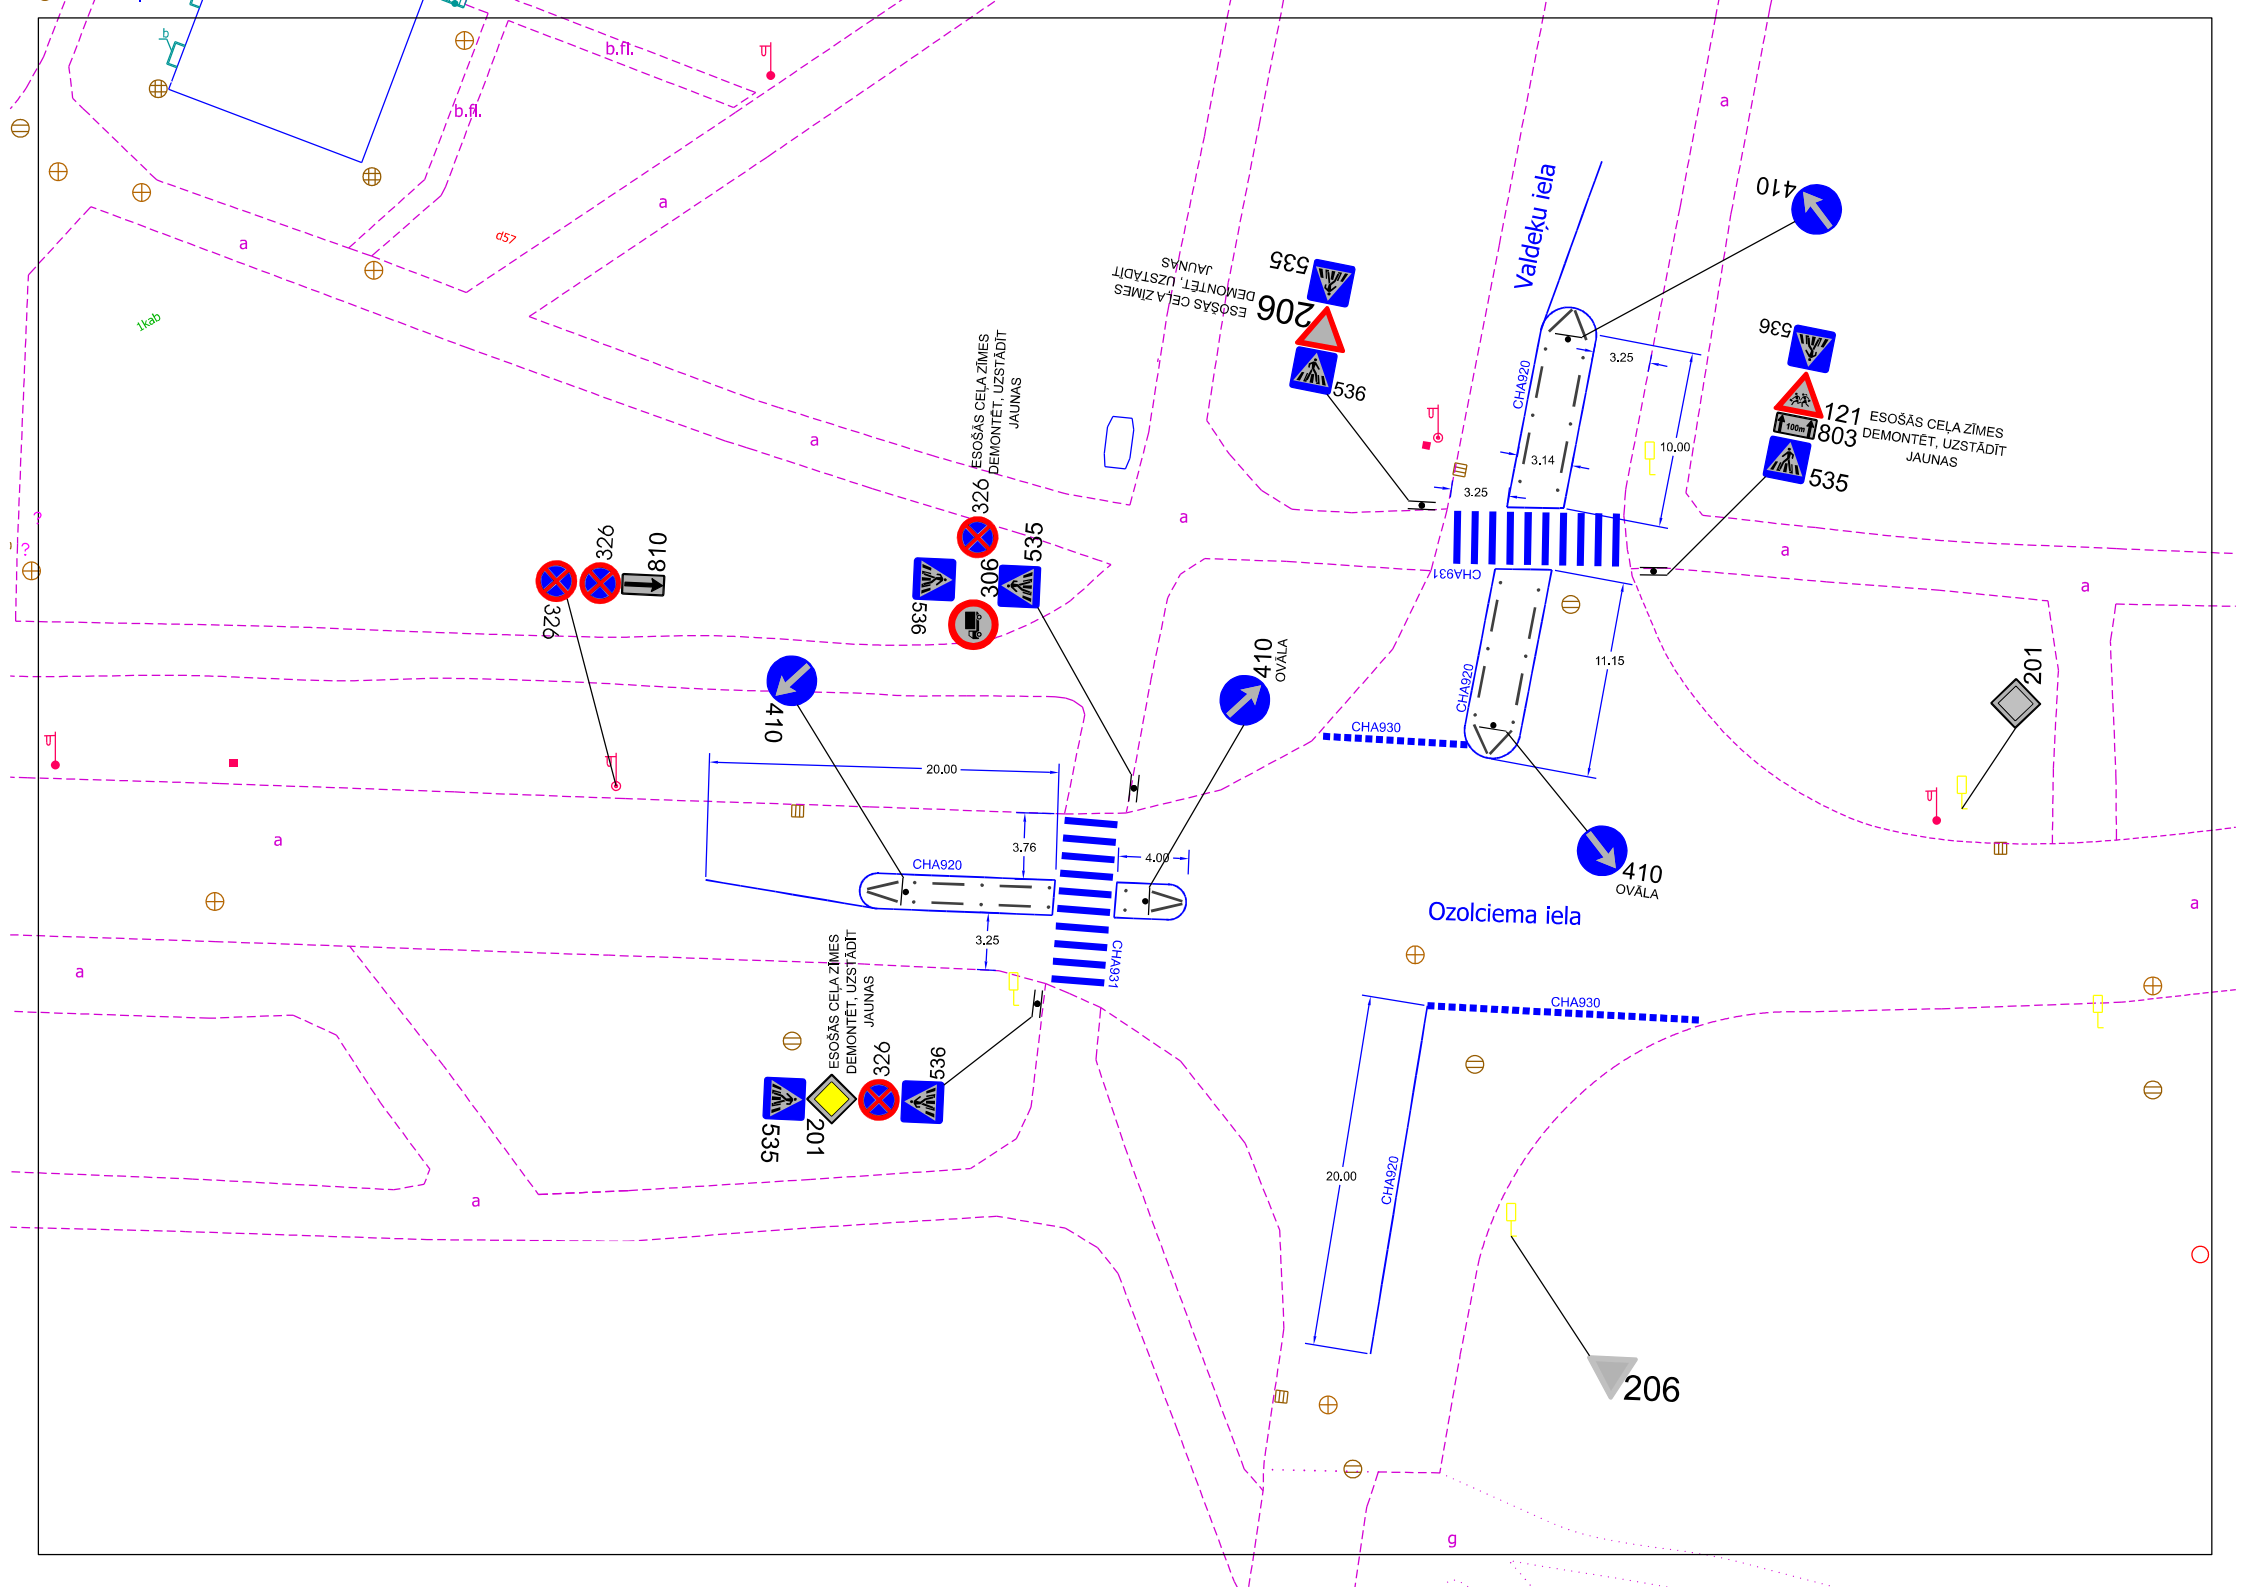 b
b.fl.
b.fl.
a
a
a
d57
1kab
a
Valdeķu iela
410
535
ESOŠĀS CEĻA ZĪMES
DEMONTĒT, UZSTĀDĪT
JAUNAS
206
536
3.25
CHA920
10.00
3.14
3.25
536
121
803
100m
ESOŠĀS CEĻA ZĪMES
DEMONTĒT, UZSTĀDĪT
JAUNAS
535
a
a
a
a
CHA931
ESOŠĀS CEĻA ZĪMES
DEMONTĒT, UZSTĀDĪT
JAUNAS
326
535
306
536
326
810
326
?
?
410
410
OVĀLA
CHA920
11.15
CHA930
201
20.00
3.76
CHA920
4.00
3.25
CHA931
410
OVĀLA
Ozolciema iela
a
a
a
ESOŠĀS CEĻA ZĪMES
DEMONTĒT, UZSTĀDĪT
JAUNAS
326
536
535
201
CHA930
20.00
CHA920
a
206
g